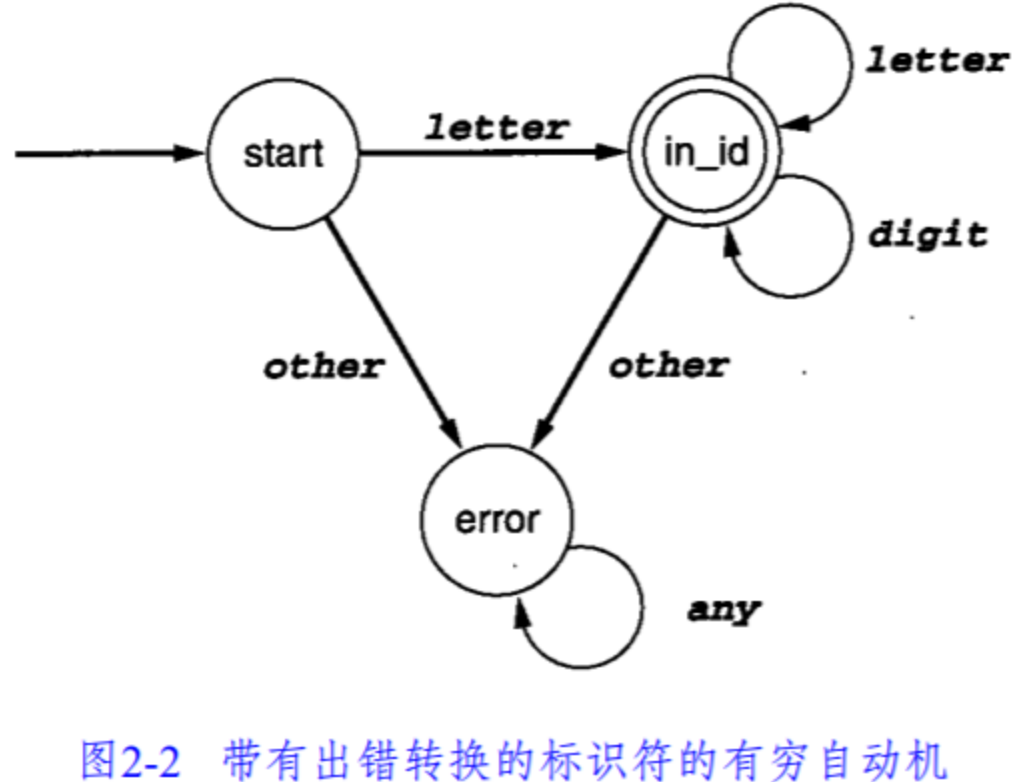 letter
letter
start
in_id
digit
other
other
error
any
图2-2 带有出错转换的标识符的有穷自动机